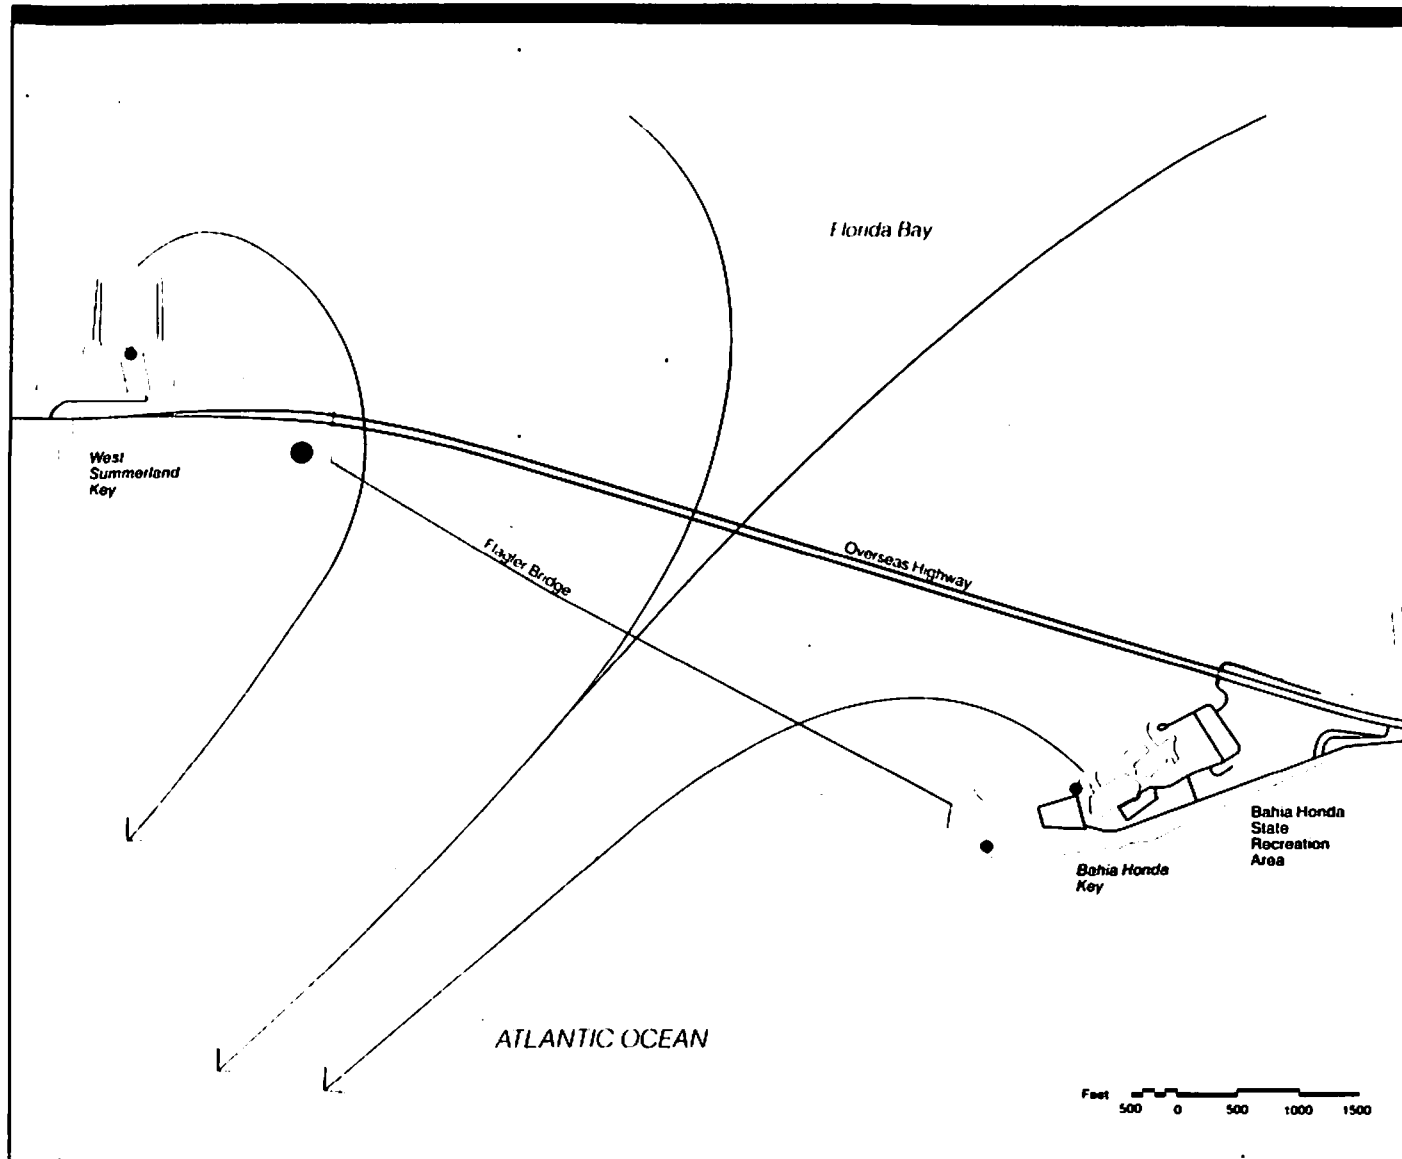 Florida Bay
West
Summerland
Key
Flagler Bridge
Overseas Highway
Bahia Honda
State
Recreation
Area
Bahia Honda
Key
ATLANTIC OCEAN
Feet
500 0 500 1000 1500